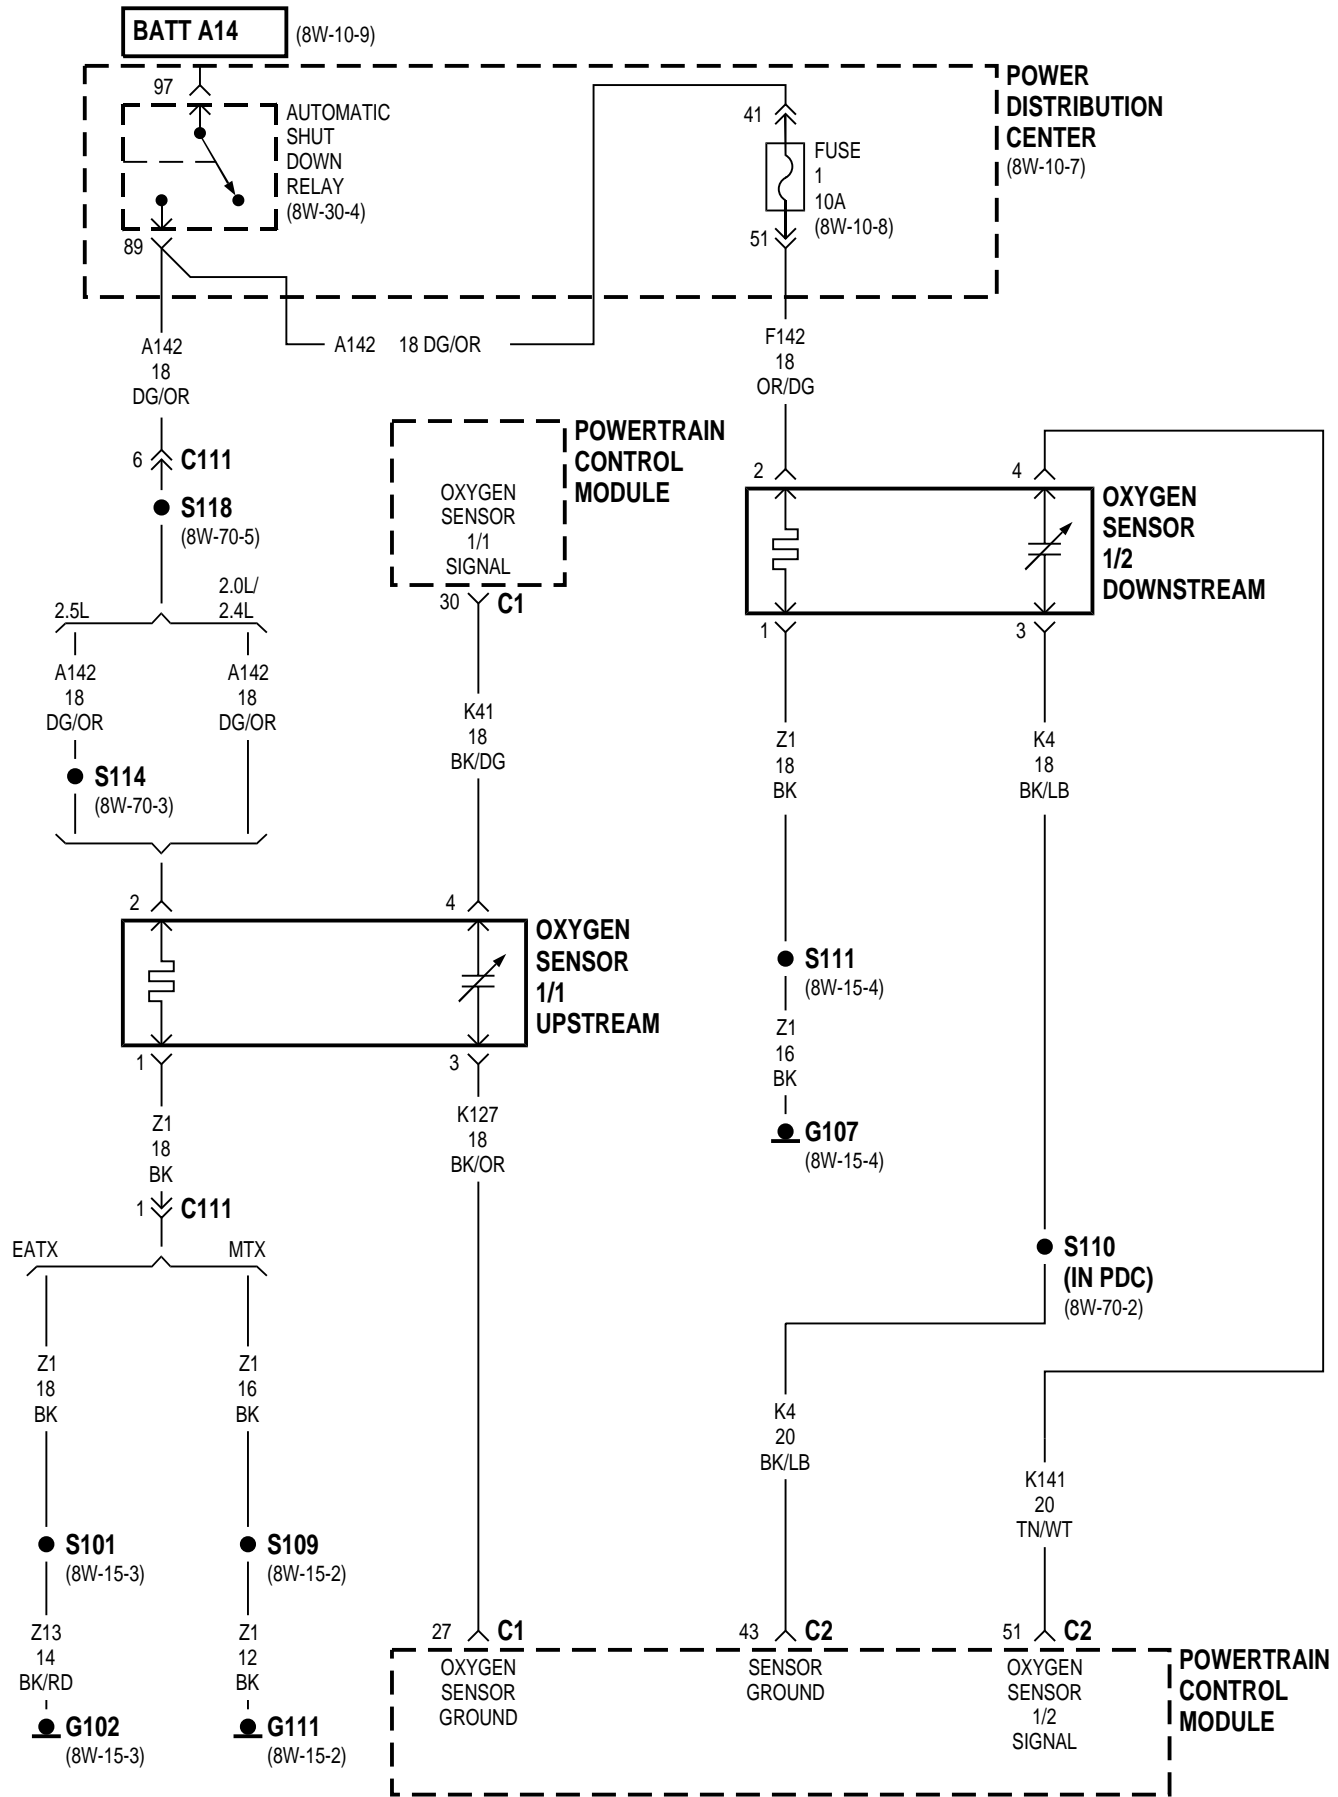 BATT A14
(8W-10-9)
POWER
DISTRIBUTION
CENTER
(8W-10-7)
97
AUTOMATIC
SHUT
DOWN
RELAY
(8W-30-4)
89
41
FUSE
1
10A
(8W-10-8)
51
A142
18
DG/OR
A142 18 DG/OR
F142
18
OR/DG
6 C111
S118
(8W-70-5)
2.5L
2.0L/
2.4L
A142
18
DG/OR
A142
18
DG/OR
S114
(8W-70-3)
POWERTRAIN
CONTROL
MODULE
OXYGEN
SENSOR
1/1
SIGNAL
30 C1
K41
18
BK/DG
2
4
OXYGEN
SENSOR
1/2
DOWNSTREAM
1
3
Z1
18
BK
K4
18
BK/LB
2
4
OXYGEN
SENSOR
1/1
UPSTREAM
1
3
S111
(8W-15-4)
Z1
16
BK
G107
(8W-15-4)
Z1
18
BK
K127
18
BK/OR
1 C111
EATX
MTX
S110
(IN PDC)
(8W-70-2)
Z1
18
BK
Z1
16
BK
K4
20
BK/LB
K141
20
TN/WT
S101
(8W-15-3)
S109
(8W-15-2)
Z13
14
BK/RD
Z1
12
BK
G102
(8W-15-3)
G111
(8W-15-2)
27 C1
43 C2
51 C2
OXYGEN
SENSOR
GROUND
SENSOR
GROUND
OXYGEN
SENSOR
1/2
SIGNAL
POWERTRAIN
CONTROL
MODULE